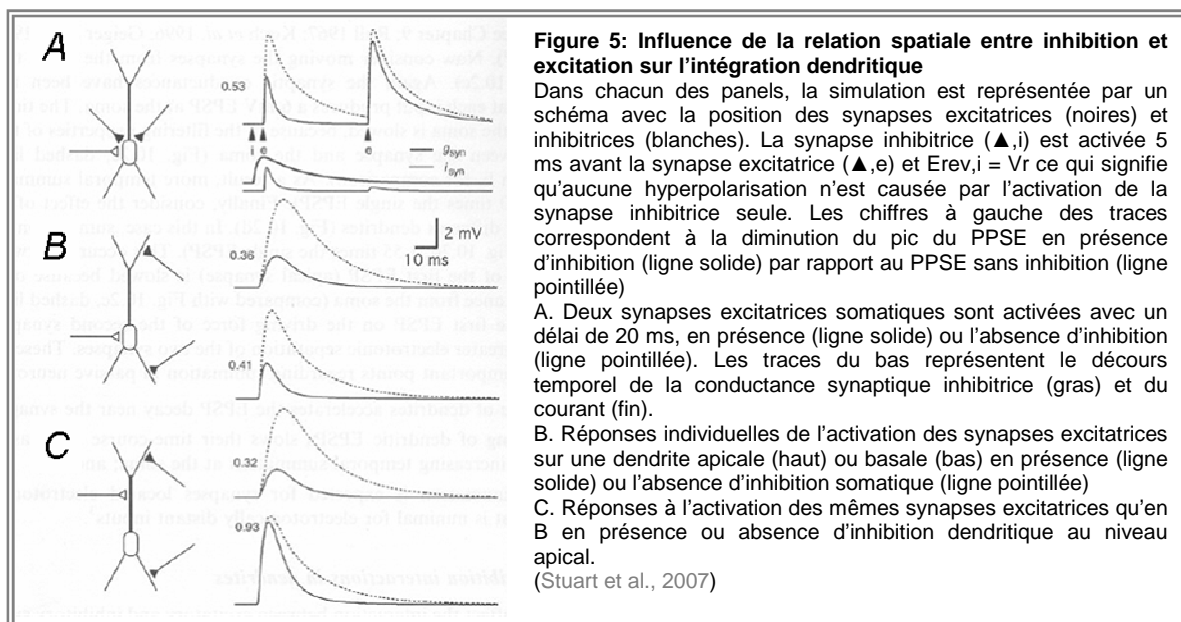 A
0.53
i e
e
gsyn
Isyn
2 mV
10 ms
B
0.36
0.41
C
0.32
0.93
Figure 5: Influence de la relation spatiale entre inhibition et
excitation sur l'intégration dendritique
Dans chacun des panels, la simulation est représentée par un
schéma avec la position des synapses excitatrices (noires) et
inhibitrices (blanches). La synapse inhibitrice (▲,i) est activée 5
ms avant la synapse excitatrice (▲,e) et Erev,i = Vr ce qui signifie
qu'aucune hyperpolarisation n'est causée par l'activation de la
synapse inhibitrice seule. Les chiffres à gauche des traces
correspondent à la diminution du pic du PPSE en présence
d'inhibition (ligne solide) par rapport au PPSE sans inhibition (ligne
pointillée)
A. Deux synapses excitatrices somatiques sont activées avec un
délai de 20 ms, en présence (ligne solide) ou l'absence d'inhibition
(ligne pointillée). Les traces du bas représentent le décours
temporel de la conductance synaptique inhibitrice (gras) et du
courant (fin).
B. Réponses individuelles de l'activation des synapses excitatrices
sur une dendrite apicale (haut) ou basale (bas) en présence (ligne
solide) ou l'absence d'inhibition somatique (ligne pointillée)
C. Réponses à l'activation des mêmes synapses excitatrices qu'en
B en présence ou absence d'inhibition dendritique au niveau
apical.
(Stuart et al., 2007)